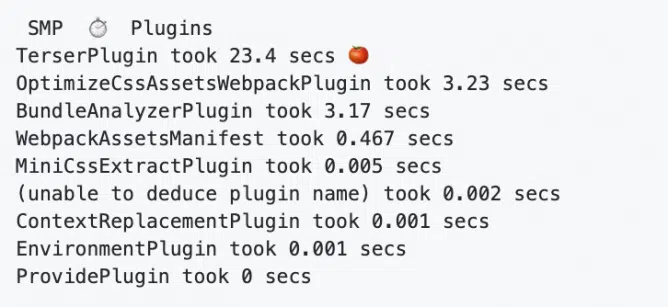 SMP ⏱ Plugins
TerserPlugin took 23.4 secs 🍅
OptimizeCssAssetsWebpackPlugin took 3.23 secs
BundleAnalyzerPlugin took 3.17 secs
WebpackAssetsManifest took 0.467 secs
MiniCssExtractPlugin took 0.005 secs
(unable to deduce plugin name) took 0.002 secs
ContextReplacementPlugin took 0.001 secs
EnvironmentPlugin took 0.001 secs
ProvidePlugin took 0 secs